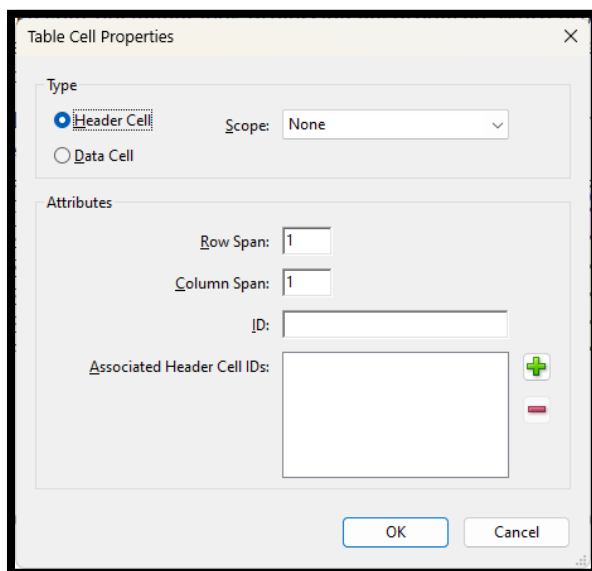 Table Cell Properties
Type
Header Cell
Scope: None
Data Cell
Attributes
Row Span: 1
Column Span: 1
ID:
Associated Header Cell IDs:
OK Cancel